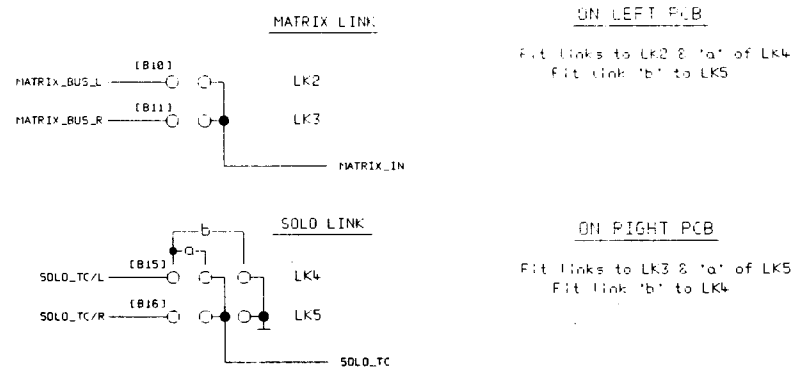 MATRIX LINK
[B10]
MATRIX_BUS_L
LK2
[B11]
MATRIX_BUS_R
LK3
MATRIX_IN
SOLO LINK
b
a
[B15]
SOLO_TC/L
LK4
[B16]
SOLO_TC/R
LK5
SOLO_TC
ON LEFT PCB
Fit links to LK2 & 'a' of LK4
Fit link 'b' to LK5
ON RIGHT PCB
Fit links to LK3 & 'a' of LK5
Fit link 'b' to LK4